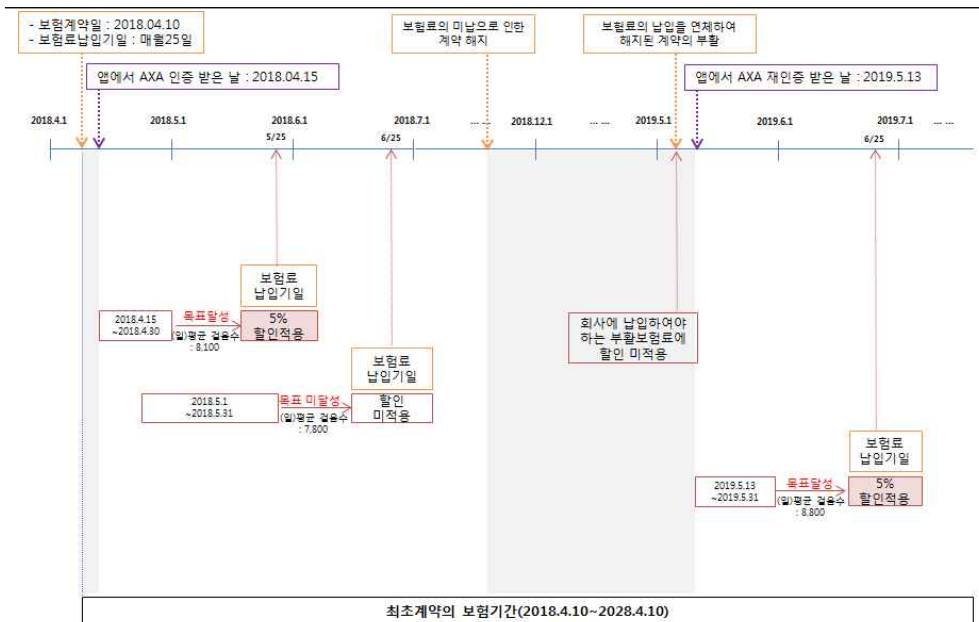 - 보험계약일 : 2018.04.10
- 보험료납입기일 : 매월25일
보험료의 미납으로 인한
계약 해지
보험료의 납입을 연체하여
해지된 계약의 부활
앱에서 AXA 인증 받은 날 : 2018.04.15
앱에서 AXA 재인증 받은 날 : 2019.5.13
2018.4.1
2018.5.1
2018.6.1
2018.7.1
... ...
2018.12.1
... ...
2019.5.1
2019.6.1
2019.7.1
... ...
5/25
6/25
6/25
보험료
납입기일
2018.4.15
~2018.4.30
목표달성
(일)평균 걸음수
: 8,100
5%
할인적용
회사에 납입하여야
하는 부활보험료에
할인 미적용
보험료
납입기일
2018.5.1
~2018.5.31
목표 미달성
(일)평균 걸음수
: 7,800
할인
미적용
보험료
납입기일
2019.5.13
~2019.5.31
목표달성
(일)평균 걸음수
: 8,800
5%
할인적용
최초계약의 보험기간(2018.4.10~2028.4.10)